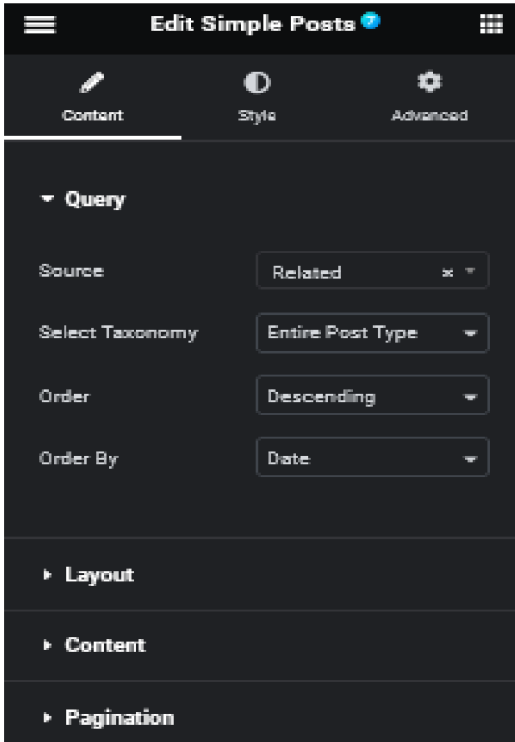 Edit Simple Posts
Content Style Advanced
Query
Source Related
Select Taxonomy Entire Post Type
Order Descending
Order By Date
Layout
Content
Pagination